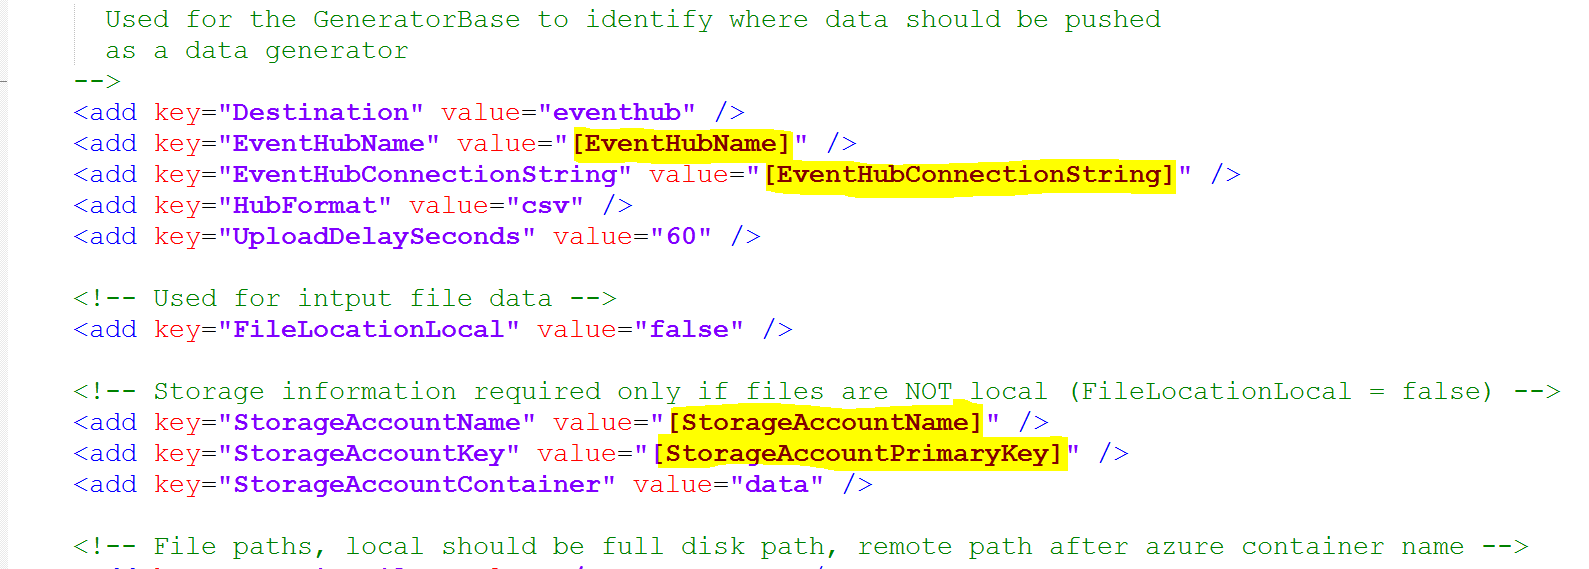 Used for the GeneratorBase to identify where data should be pushed
as a data generator
-->
<add key="Destination" value="eventhub" />
<add key="EventHubName" value="[EventHubName]" />
<add key="EventHubConnectionString" value="[EventHubConnectionString]" />
<add key="HubFormat" value="csv" />
<add key="UploadDelaySeconds" value="60" />
<!-- Used for intput file data -->
<add key="FileLocationLocal" value="false" />
<!-- Storage information required only if files are NOT local (FileLocationLocal = false) -->
<add key="StorageAccountName" value="[StorageAccountName]" />
<add key="StorageAccountKey" value="[StorageAccountPrimaryKey]" />
<add key="StorageAccountContainer" value="data" />
<!-- File paths, local should be full disk path, remote path after azure container name -->